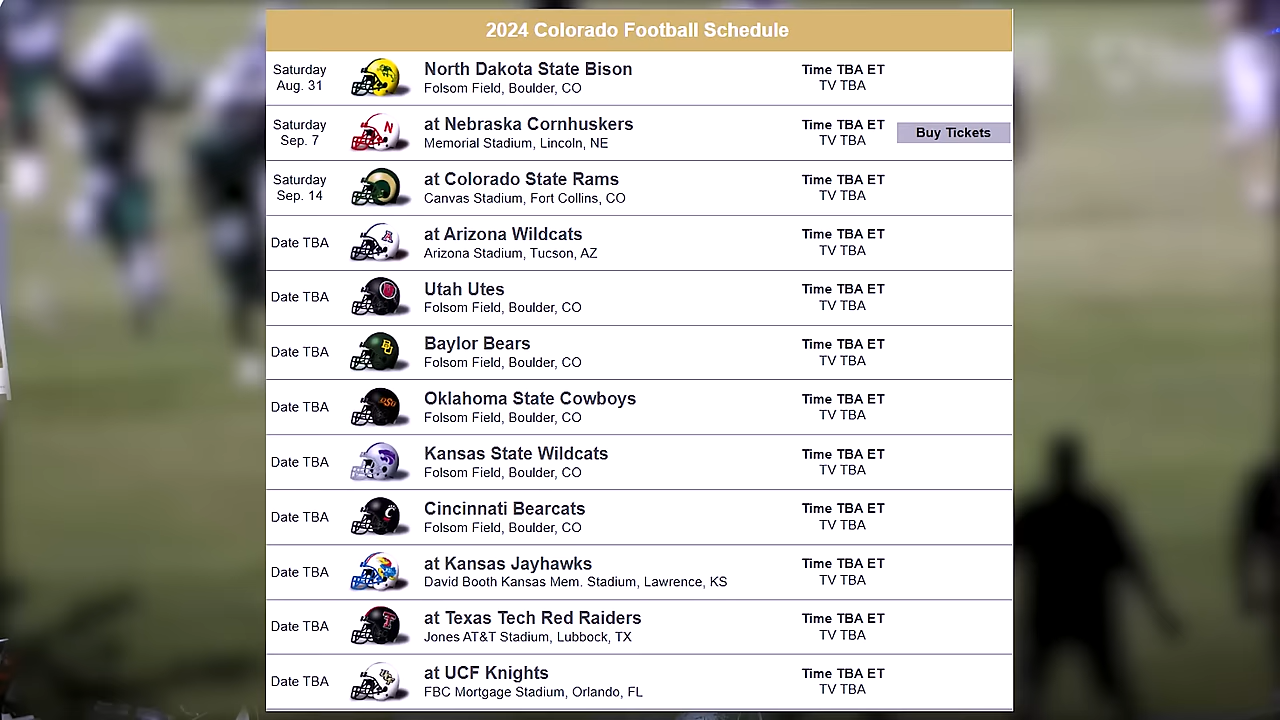 2024 Colorado Football Schedule
Saturday
Aug. 31
North Dakota State Bison
Folsom Field, Boulder, CO
Time TBA ET
TV TBA
Saturday
Sep. 7
N
at Nebraska Cornhuskers
Memorial Stadium, Lincoln, NE
Time TBA ET
TV TBA
Buy Tickets
Saturday
Sep. 14
at Colorado State Rams
Canvas Stadium, Fort Collins, CO
Time TBA ET
TV TBA
Date TBA
A
at Arizona Wildcats
Arizona Stadium, Tucson, AZ
Time TBA ET
TV TBA
Date TBA
U
Utah Utes
Folsom Field, Boulder, CO
Time TBA ET
TV TBA
Date TBA
BU
Baylor Bears
Folsom Field, Boulder, CO
Time TBA ET
TV TBA
Date TBA
OSU
Oklahoma State Cowboys
Folsom Field, Boulder, CO
Time TBA ET
TV TBA
Date TBA
Kansas State Wildcats
Folsom Field, Boulder, CO
Time TBA ET
TV TBA
Date TBA
C
Cincinnati Bearcats
Folsom Field, Boulder, CO
Time TBA ET
TV TBA
Date TBA
at Kansas Jayhawks
David Booth Kansas Mem. Stadium, Lawrence, KS
Time TBA ET
TV TBA
Date TBA
T
at Texas Tech Red Raiders
Jones AT&T Stadium, Lubbock, TX
Time TBA ET
TV TBA
Date TBA
UCF
at UCF Knights
FBC Mortgage Stadium, Orlando, FL
Time TBA ET
TV TBA